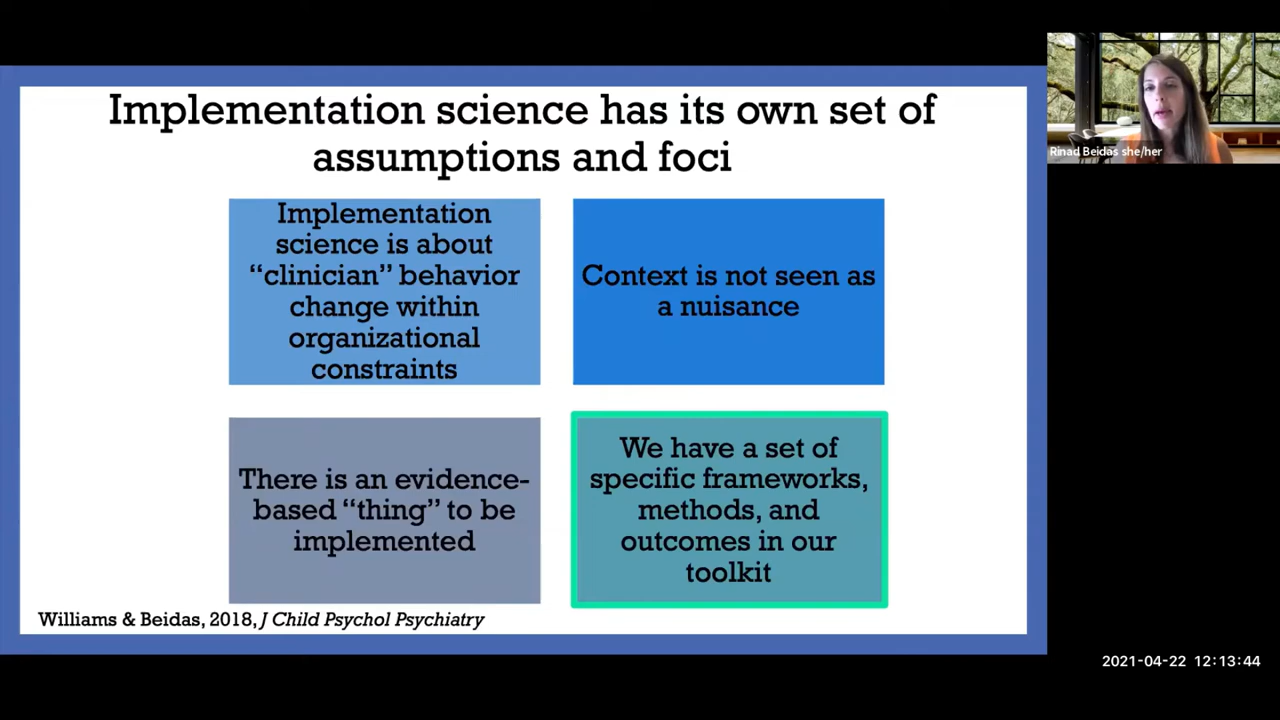 Implementation science has its own set of
assumptions and foci
Implementation
science is about
“clinician” behavior
change within
organizational
constraints
Context is not seen as
a nuisance
There is an evidence-
based “thing” to be
implemented
We have a set of
specific frameworks,
methods, and
outcomes in our
toolkit
Williams & Beidas, 2018, J Child Psychol Psychiatry
Rinad Beidas she/her
2021-04-22 12:13:44